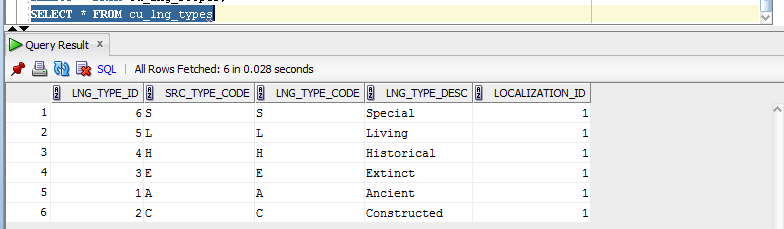 SELECT * FROM cu_lng_types
Query Result x
SQL | All Rows Fetched: 6 in 0.028 seconds
LNG_TYPE_ID SRC_TYPE_CODE LNG_TYPE_CODE LNG_TYPE_DESC LOCALIZATION_ID
1 6 S S Special 1
2 5 L L Living 1
3 4 H H Historical 1
4 3 E E Extinct 1
5 1 A A Ancient 1
6 2 C C Constructed 1